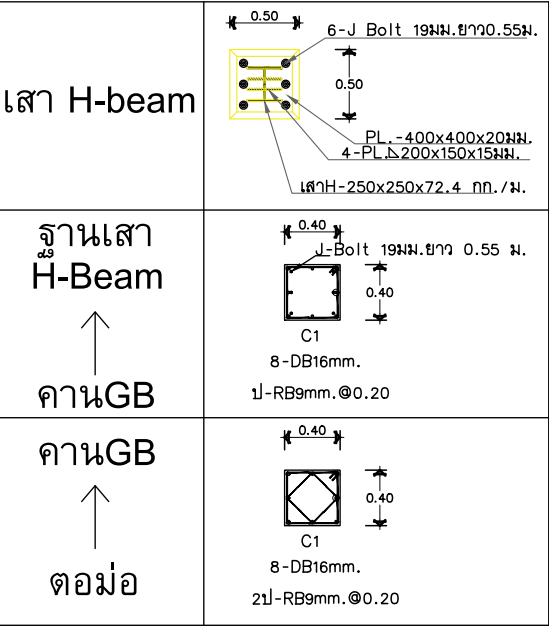 เสา H-beam
0.50
6-J Bolt 19มม.ยาว0.55ม.
0.50
PL.-400x400x20มม.
4-PL.⊿200x150x15มม.
เสาH-250x250x72.4 กก./ม.
ฐานเสา
H-Beam
คานGB
0.40
J-Bolt 19มม.ยาว 0.55 ม.
0.40
C1
8-DB16mm.
ป-RB9mm.@0.20
คานGB
ตอม่อ
0.40
0.40
C1
8-DB16mm.
2ป-RB9mm.@0.20